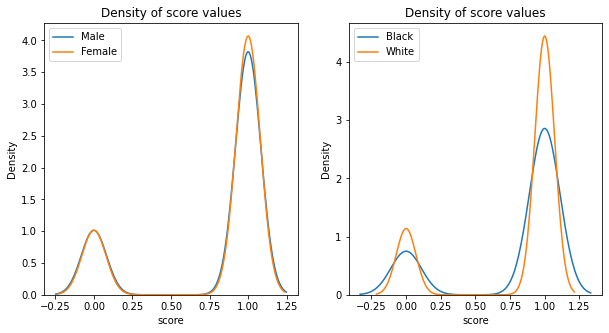 Density of score values
Male
Female
4.0
3.5
3.0
2.5
2.0
1.5
1.0
0.5
0.0
Density
−0.25 0.00 0.25 0.50 0.75 1.00 1.25
score
Density of score values
Black
White
4
3
2
1
0
Density
−0.25 0.00 0.25 0.50 0.75 1.00 1.25
score